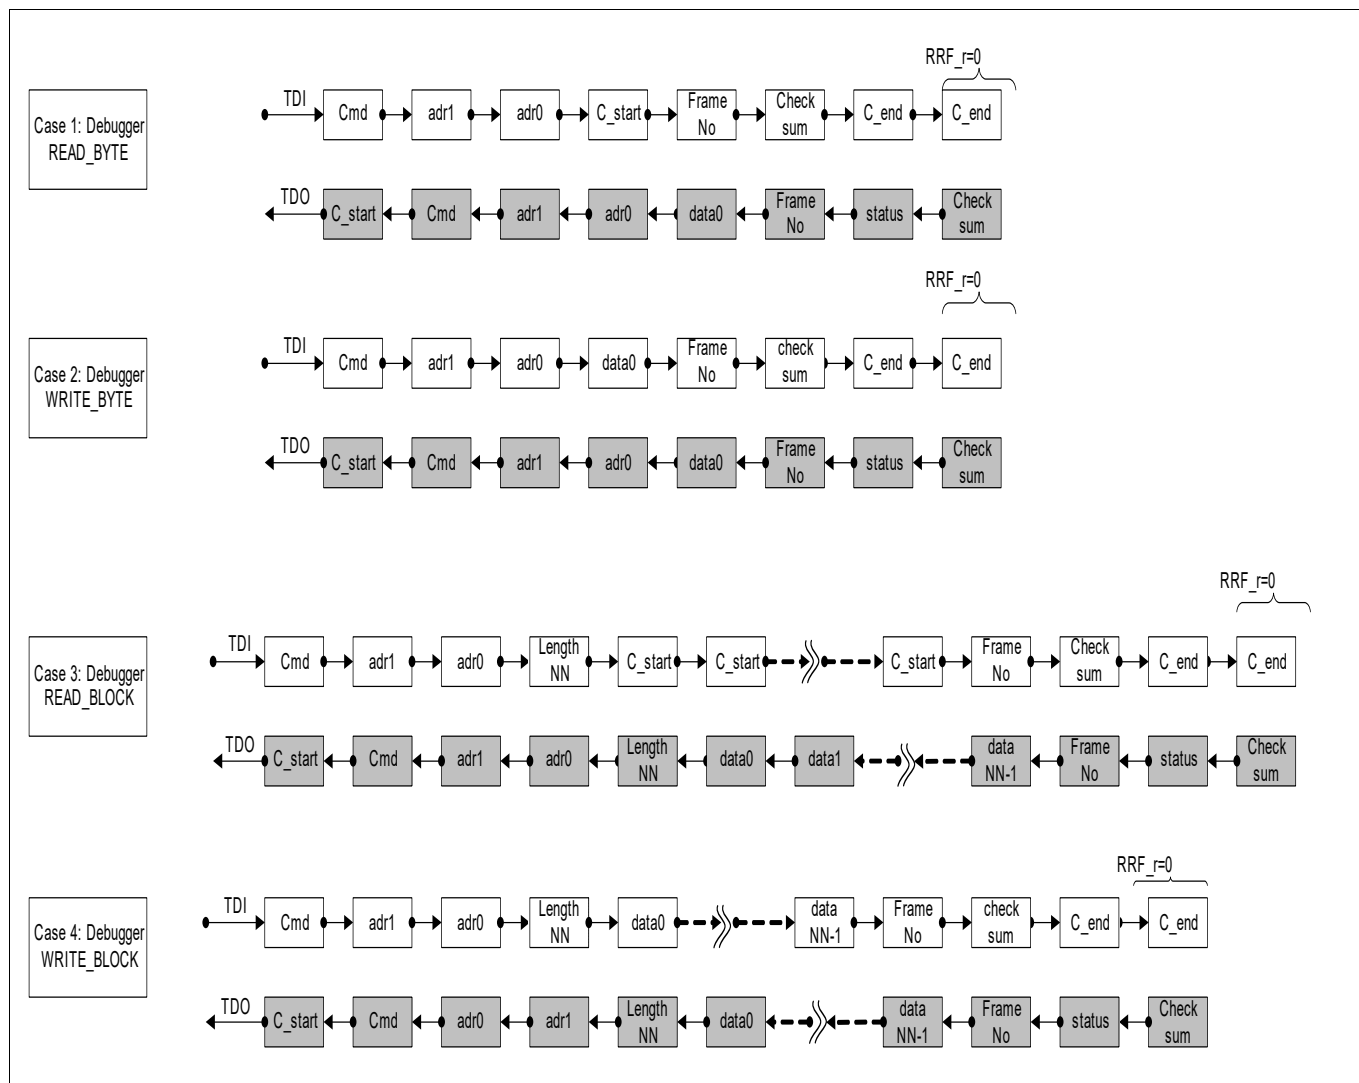 RRF_r=0
Case 1: Debugger
READ_BYTE
TDI
Cmd
adr1
adr0
C_start
Frame
No
Check
sum
C_end
C_end
TDO
C_start
Cmd
adr1
adr0
data0
Frame
No
status
Check
sum
RRF_r=0
Case 2: Debugger
WRITE_BYTE
TDI
Cmd
adr1
adr0
data0
Frame
No
check
sum
C_end
C_end
TDO
C_start
Cmd
adr1
adr0
data0
Frame
No
status
Check
sum
RRF_r=0
Case 3: Debugger
READ_BLOCK
TDI
Cmd
adr1
adr0
Length
NN
C_start
C_start
C_start
Frame
No
Check
sum
C_end
C_end
TDO
C_start
Cmd
adr1
adr0
Length
NN
data0
data1
data
NN-1
Frame
No
status
Check
sum
RRF_r=0
Case 4: Debugger
WRITE_BLOCK
TDI
Cmd
adr1
adr0
Length
NN
data0
data
NN-1
Frame
No
check
sum
C_end
C_end
TDO
C_start
Cmd
adr0
adr1
Length
NN
data0
data
NN-1
Frame
No
status
Check
sum